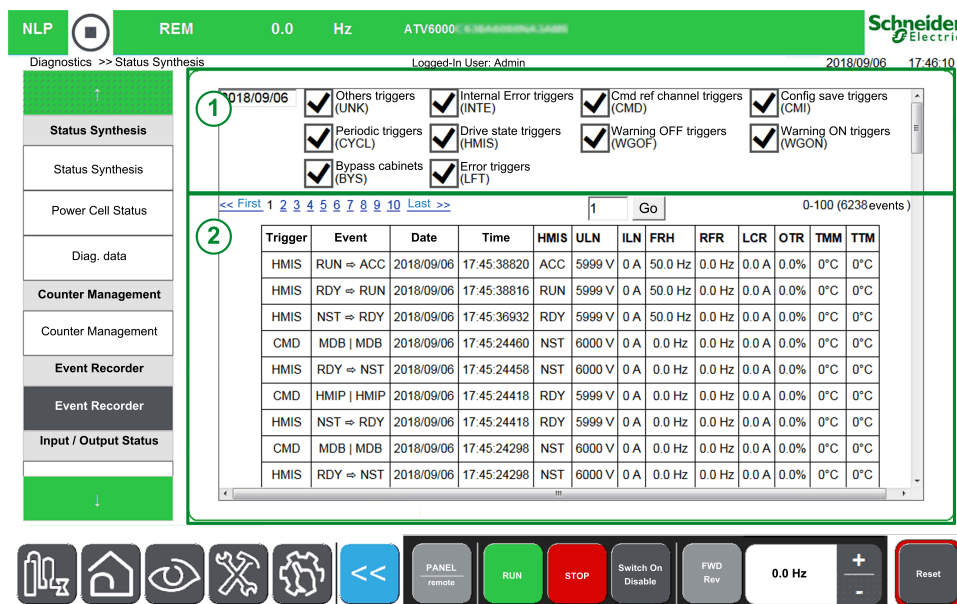 NLP REM 0.0 Hz ATV6000
Schneider
Electric
Diagnostics >> Status Synthesis Logged-In User: Admin 2018/09/06 17:46:10
↑
Status Synthesis
Status Synthesis
Power Cell Status
Diag. data
Counter Management
Counter Management
Event Recorder
Event Recorder
Input / Output Status
↓
1
2018/09/06
Others triggers (UNK)
Internal Error triggers (INTE)
Cmd ref channel triggers (CMD)
Config save triggers (CMI)
Periodic triggers (CYCL)
Drive state triggers (HMIS)
Warning OFF triggers (WGOF)
Warning ON triggers (WGON)
Bypass cabinets (BYS)
Error triggers (LFT)
2
<< First 1 2 3 4 5 6 7 8 9 10 Last >> 1 Go 0-100 (6238events )
Trigger Event Date Time HMIS ULN ILN FRH RFR LCR OTR TMM TTM
HMIS RUN ⇨ ACC 2018/09/06 17:45:38820 ACC 5999 V 0 A 50.0 Hz 0.0 Hz 0.0 A 0.0% 0°C 0°C
HMIS RDY ⇨ RUN 2018/09/06 17:45:38816 RUN 5999 V 0 A 50.0 Hz 0.0 Hz 0.0 A 0.0% 0°C 0°C
HMIS NST ⇨ RDY 2018/09/06 17:45:36932 RDY 5999 V 0 A 50.0 Hz 0.0 Hz 0.0 A 0.0% 0°C 0°C
CMD MDB | MDB 2018/09/06 17:45:24460 NST 6000 V 0 A 0.0 Hz 0.0 Hz 0.0 A 0.0% 0°C 0°C
HMIS RDY ⇨ NST 2018/09/06 17:45:24458 NST 6000 V 0 A 0.0 Hz 0.0 Hz 0.0 A 0.0% 0°C 0°C
CMD HMIP | HMIP 2018/09/06 17:45:24418 RDY 5999 V 0 A 0.0 Hz 0.0 Hz 0.0 A 0.0% 0°C 0°C
HMIS NST ⇨ RDY 2018/09/06 17:45:24418 RDY 5999 V 0 A 0.0 Hz 0.0 Hz 0.0 A 0.0% 0°C 0°C
CMD MDB | MDB 2018/09/06 17:45:24298 NST 6000 V 0 A 0.0 Hz 0.0 Hz 0.0 A 0.0% 0°C 0°C
HMIS RDY ⇨ NST 2018/09/06 17:45:24298 NST 6000 V 0 A 0.0 Hz 0.0 Hz 0.0 A 0.0% 0°C 0°C
<<
PANEL
remote
RUN
STOP
Switch On
Disable
FWD
Rev
0.0 Hz
+
-
Reset